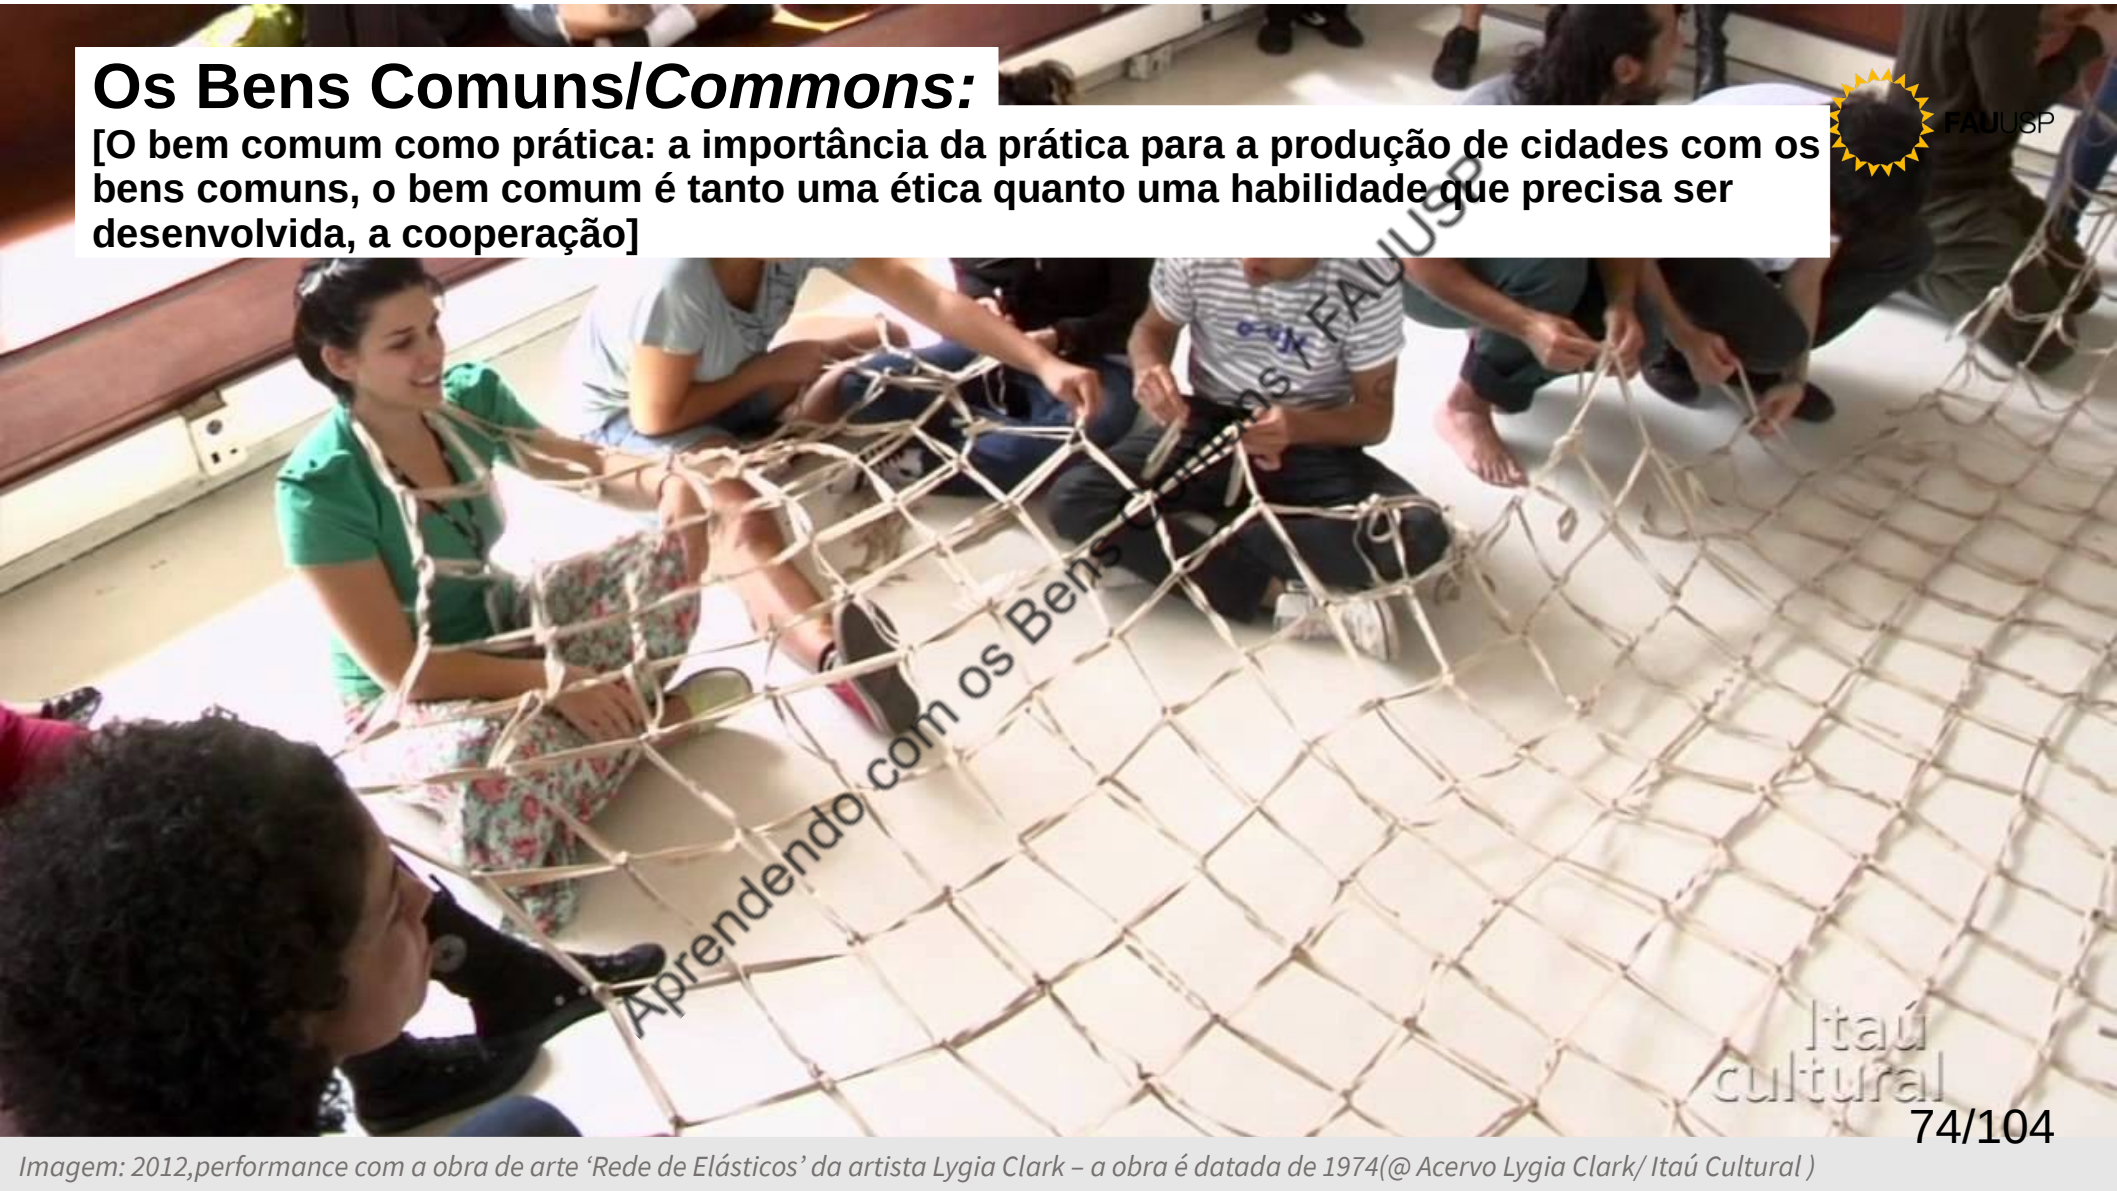 Os Bens Comuns/Commons:
[O bem comum como prática: a importância da prática para a produção de cidades com os
bens comuns, o bem comum é tanto uma ética quanto uma habilidade que precisa ser
desenvolvida, a cooperação]
FAUUSP
Aprendendo com os Bens Comuns / FAUUSP
Itaú
cultural
74/104
Imagem: 2012,performance com a obra de arte ‘Rede de Elásticos’ da artista Lygia Clark – a obra é datada de 1974(@ Acervo Lygia Clark/ Itaú Cultural )